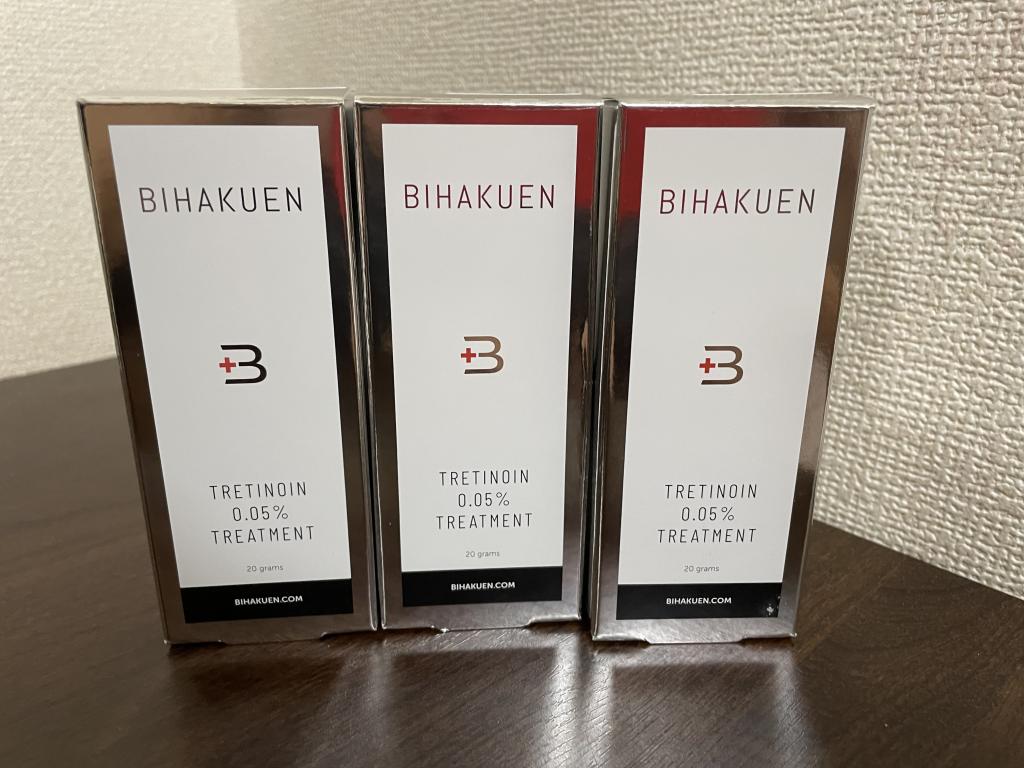 BIHAKUEN
+B
TRETINOIN
0.05%
TREATMENT
20 grams
BIHAKUEN.COM
BIHAKUEN
+B
TRETINOIN
0.05%
TREATMENT
20 grams
BIHAKUEN.COM
BIHAKUEN
+B
TRETINOIN
0.05%
TREATMENT
20 grams
BIHAKUEN.COM